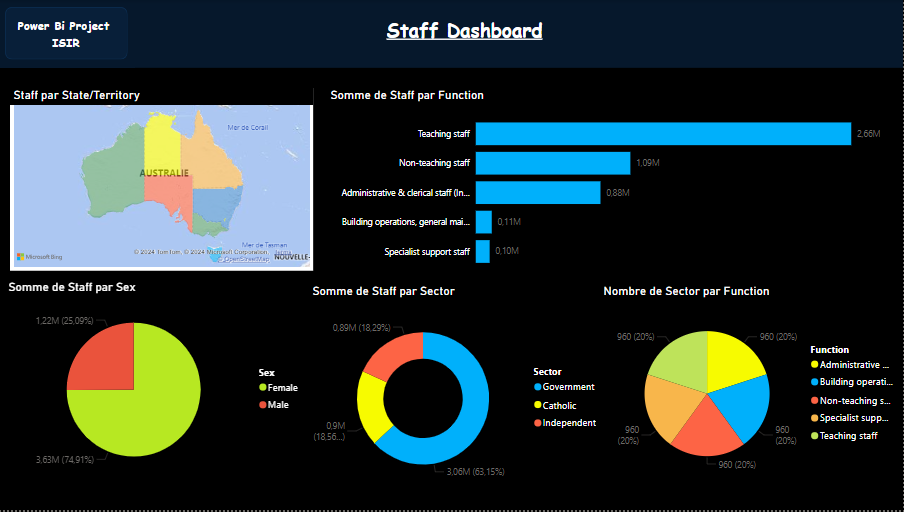 Power Bi Project
ISIR
Staff Dashboard
Staff par State/Territory
Mer de Corail
AUSTRALIE
Mer de Tasman
Microsoft Bing
© 2024 TomTom, © 2024 Microsoft Corporation, Terms
© OpenStreetMap
NOUVELLE-
Somme de Staff par Function
Teaching staff
2,66M
Non-teaching staff
1,09M
Administrative & clerical staff (In...
0,88M
Building operations, general mai...
0,11M
Specialist support staff
0,10M
Somme de Staff par Sex
1,22M (25,09%)
3,63M (74,91%)
Sex
Female
Male
Somme de Staff par Sector
0,89M (18,29%)
0,9M
(18,56...)
3,06M (63,15%)
Sector
Government
Catholic
Independent
Nombre de Sector par Function
960 (20%)
960 (20%)
960
(20%)
960
(20%)
960 (20%)
Function
Administrative ...
Building operati...
Non-teaching s...
Specialist supp...
Teaching staff